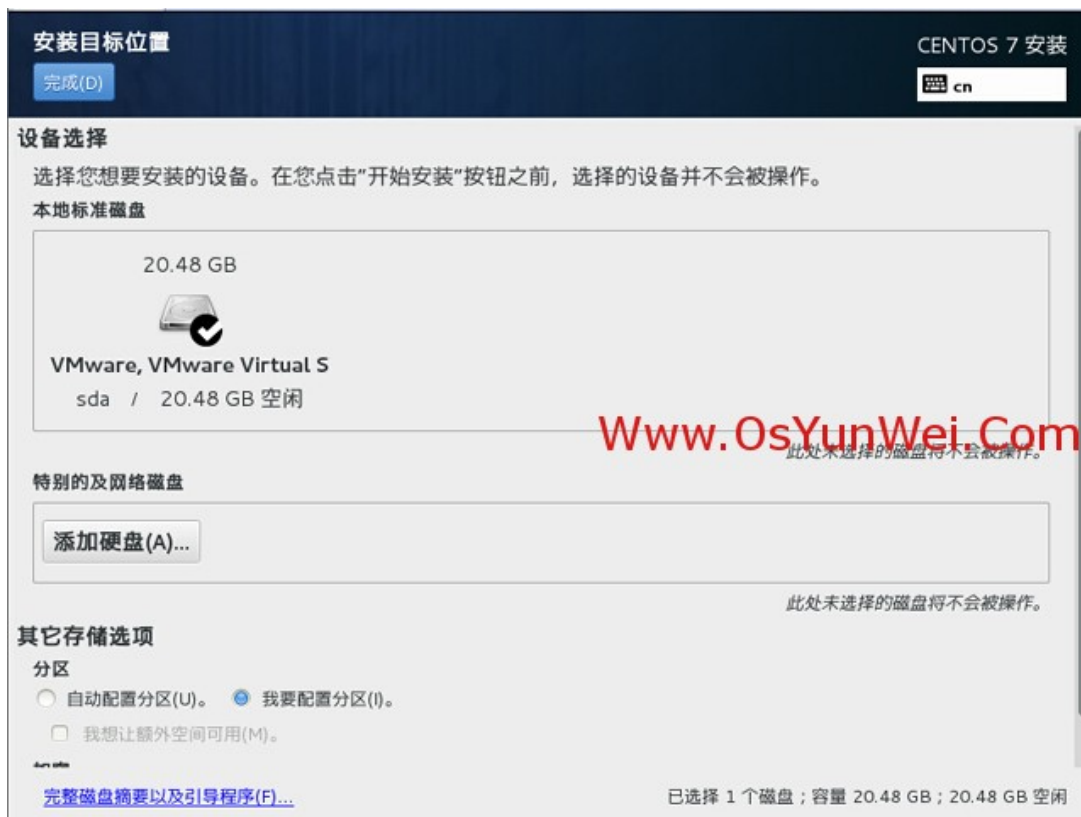 安装目标位置
CENTOS 7 安装
完成(D)
cn
设备选择
选择您想要安装的设备。在您点击"开始安装"按钮之前，选择的设备并不会被操作。
本地标准磁盘
20.48 GB
VMware, VMware Virtual S
sda / 20.48 GB 空闲
Www.OsYunWei.Com
此处未选择的磁盘将不会被操作。
特别的及网络磁盘
添加硬盘(A)...
此处未选择的磁盘将不会被操作。
其它存储选项
分区
自动配置分区(U)。 我要配置分区(I)。
我想让额外空间可用(M)。
完整磁盘摘要以及引导程序(F)...
已选择 1 个磁盘；容量 20.48 GB；20.48 GB 空闲